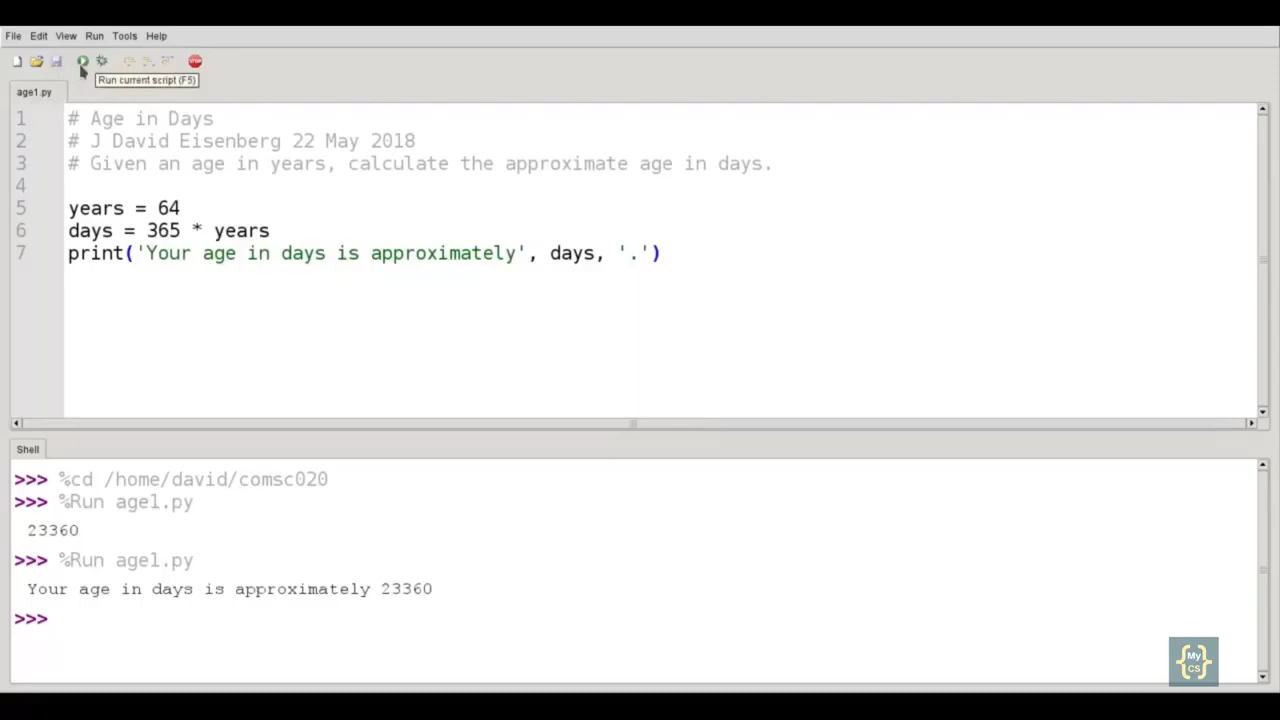 File Edit View Run Tools Help
STOP
Run current script (F5)
age1.py
1 # Age in Days
2 # J David Eisenberg 22 May 2018
3 # Given an age in years, calculate the approximate age in days.
4
5 years = 64
6 days = 365 * years
7 print('Your age in days is approximately', days, '.')
Shell
>>> %cd /home/david/comsc020
>>> %Run age1.py
23360
>>> %Run age1.py
Your age in days is approximately 23360
>>>
{My CS}